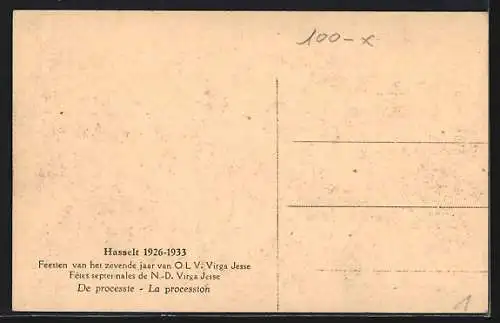 100-x
Hasselt 1926-1933
Feesten van het zevende jaar van O.L.V. Virga Jesse
Fêtes septennales de N.-D. Virga Jesse
De processie - La procession
1